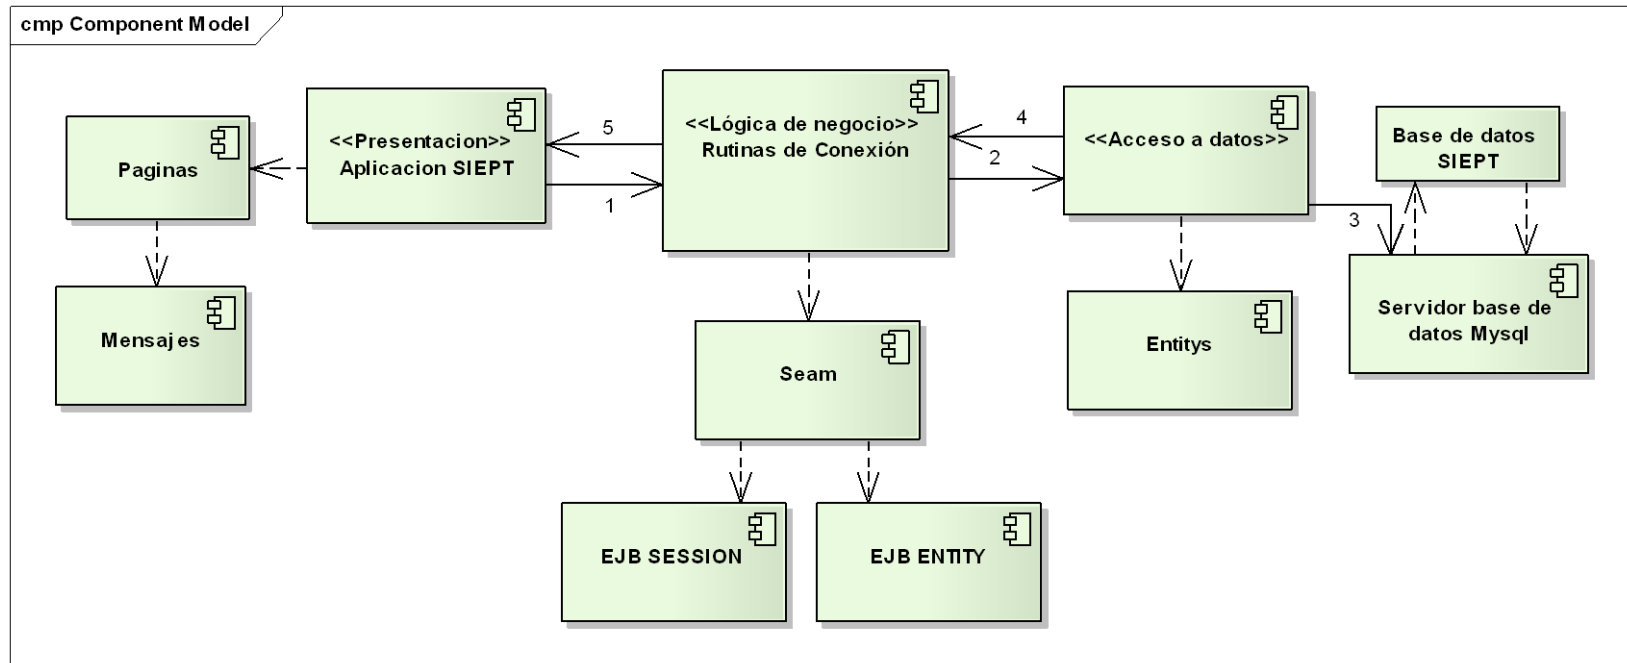 cmp Component Model
Paginas
Mensajes
<<Presentacion>>
Aplicacion SIEPT
5
1
<<Lógica de negocio>>
Rutinas de Conexión
4
2
<<Acceso a datos>>
3
Base de datos
SIEPT
Servidor base de
datos Mysql
Entitys
Seam
EJB SESSION
EJB ENTITY